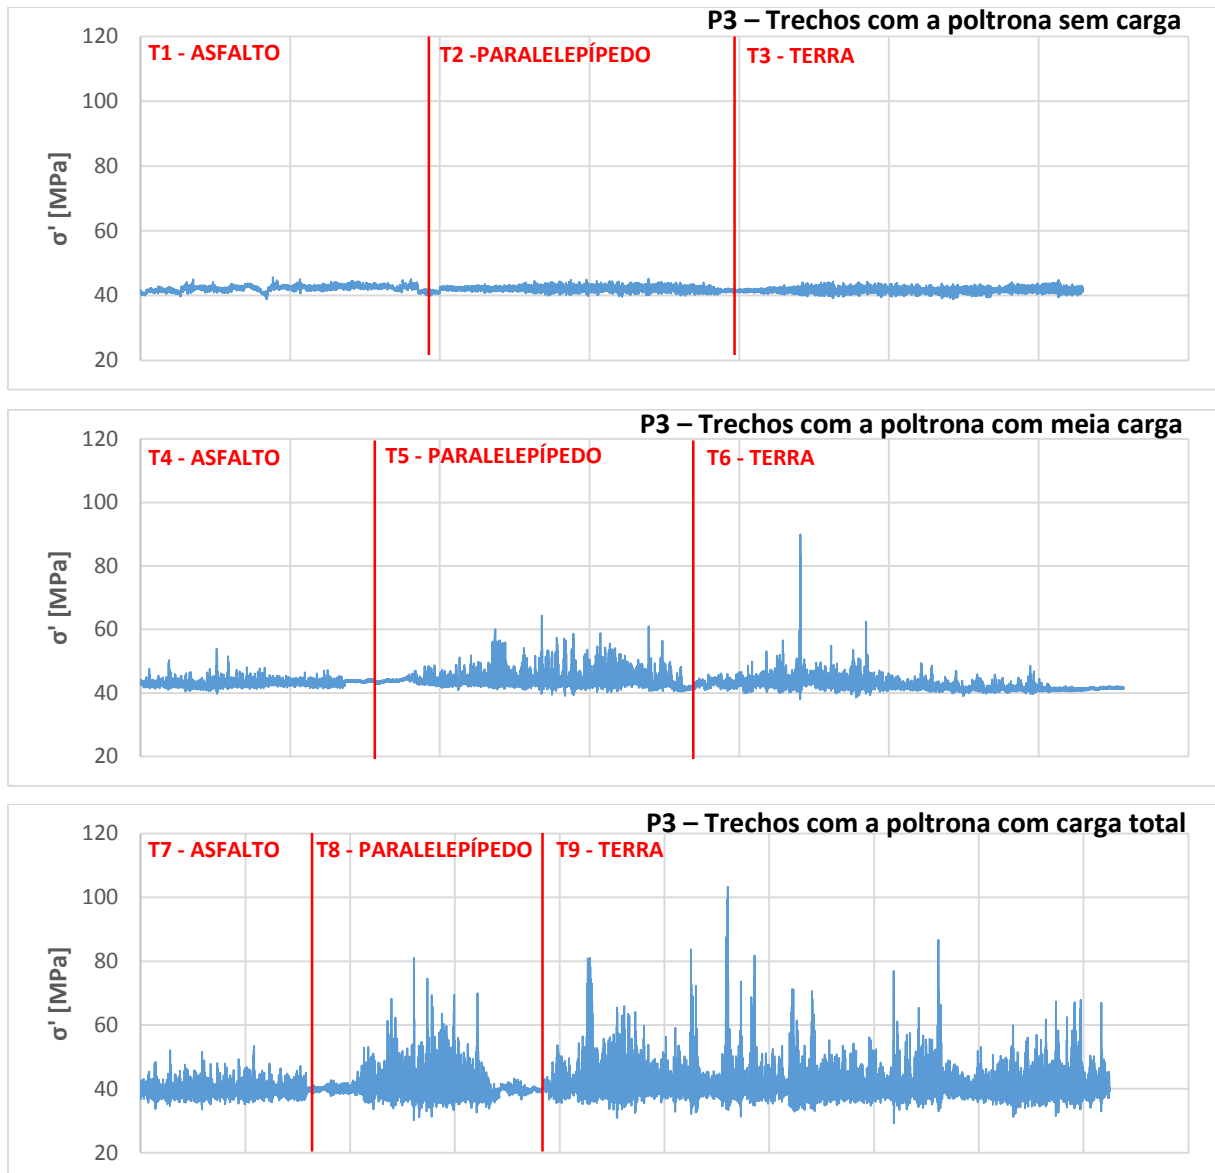 P3 – Trechos com a poltrona sem carga
120
T1 - ASFALTO
T2 -PARALELEPÍPEDO
T3 - TERRA
100
80
60
40
20
σ' [MPa]
P3 – Trechos com a poltrona com meia carga
120
T4 - ASFALTO
T5 - PARALELEPÍPEDO
T6 - TERRA
100
80
60
40
20
σ' [MPa]
P3 – Trechos com a poltrona com carga total
120
T7 - ASFALTO
T8 - PARALELEPÍPEDO
T9 - TERRA
100
80
60
40
20
σ' [MPa]